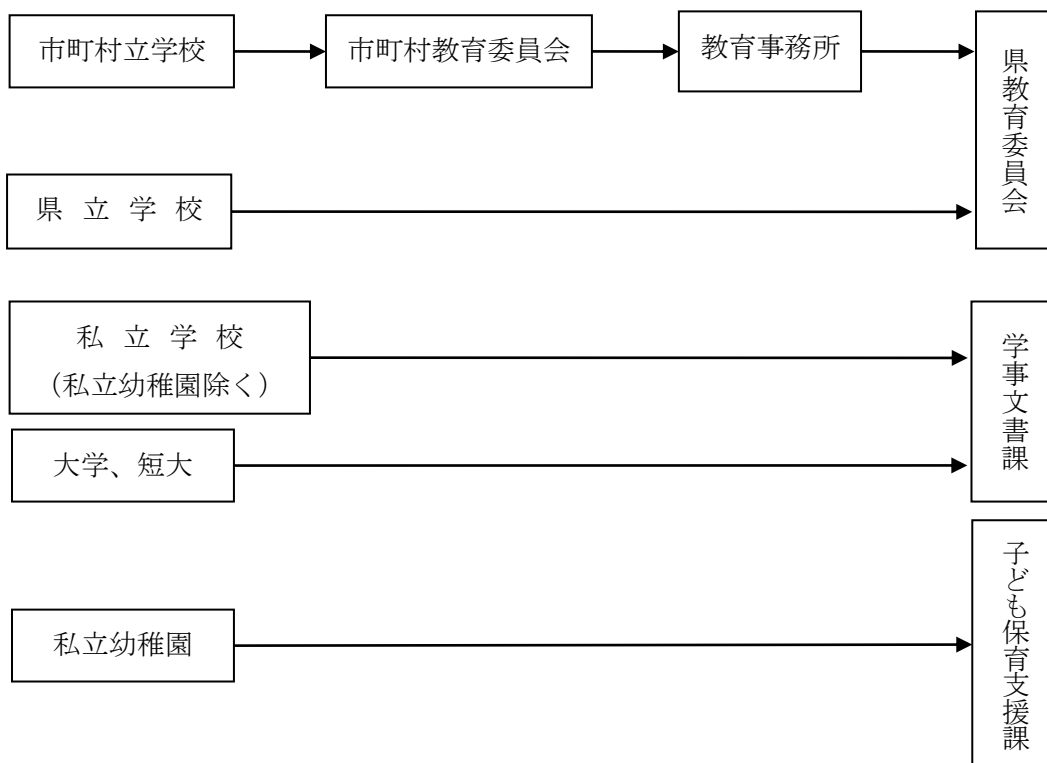 市町村立学校
市町村教育委員会
教育事務所
県教育委員会
県 立 学 校
私 立 学 校
（私立幼稚園除く）
学事文書課
大学、短大
私立幼稚園
子ども保育支援課